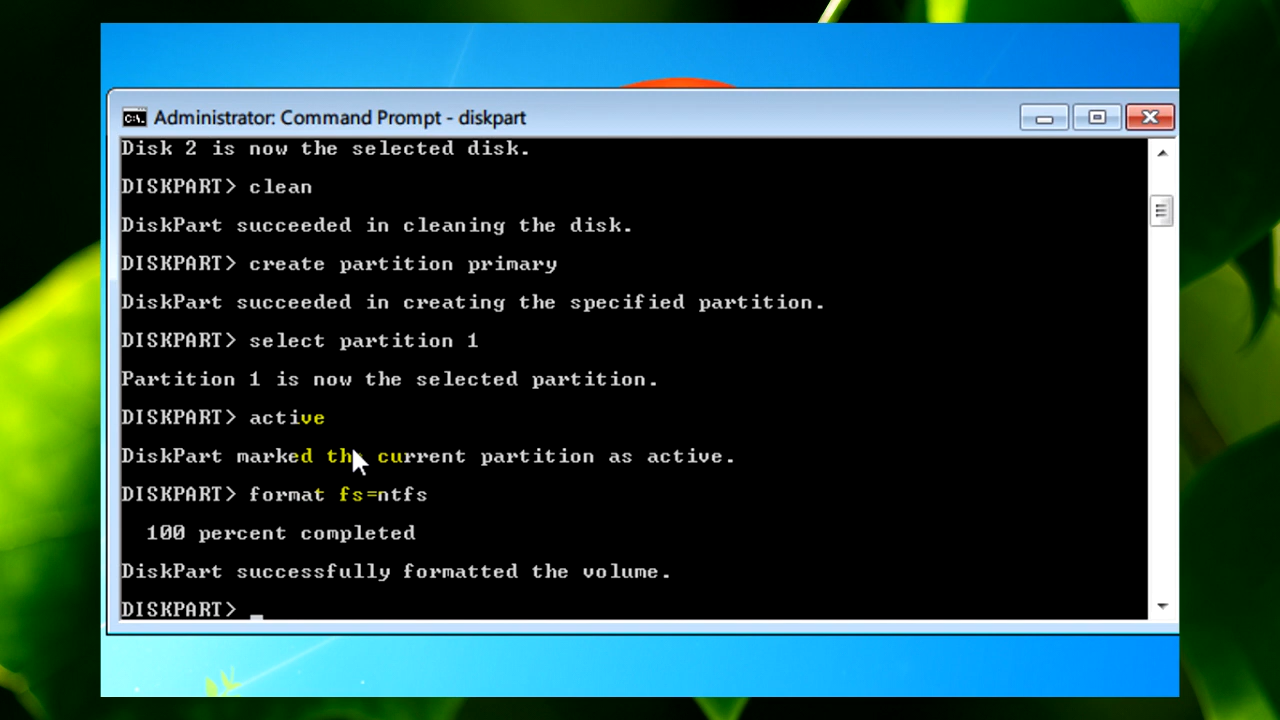 Administrator: Command Prompt - diskpart
Disk 2 is now the selected disk.
DISKPART> clean
DiskPart succeeded in cleaning the disk.
DISKPART> create partition primary
DiskPart succeeded in creating the specified partition.
DISKPART> select partition 1
Partition 1 is now the selected partition.
DISKPART> active
DiskPart marked the current partition as active.
DISKPART> format fs=ntfs
100 percent completed
DiskPart successfully formatted the volume.
DISKPART>